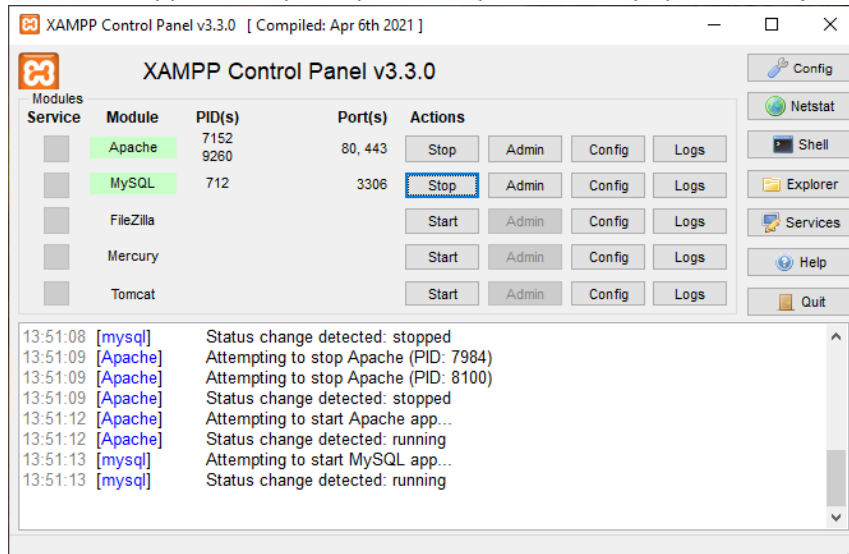 XAMPP Control Panel v3.3.0 [ Compiled: Apr 6th 2021 ]
XAMPP Control Panel v3.3.0
Config
Modules
Netstat
Service Module PID(s) Port(s) Actions
Apache 7152 80, 443 Stop Admin Config Logs
9260
Shell
MySQL 712 3306 Stop Admin Config Logs
Explorer
FileZilla Start Admin Config Logs
Services
Mercury Start Admin Config Logs
Help
Tomcat Start Admin Config Logs
Quit
13:51:08 [mysql] Status change detected: stopped
13:51:09 [Apache] Attempting to stop Apache (PID: 7984)
13:51:09 [Apache] Attempting to stop Apache (PID: 8100)
13:51:09 [Apache] Status change detected: stopped
13:51:12 [Apache] Attempting to start Apache app...
13:51:12 [Apache] Status change detected: running
13:51:13 [mysql] Attempting to start MySQL app...
13:51:13 [mysql] Status change detected: running